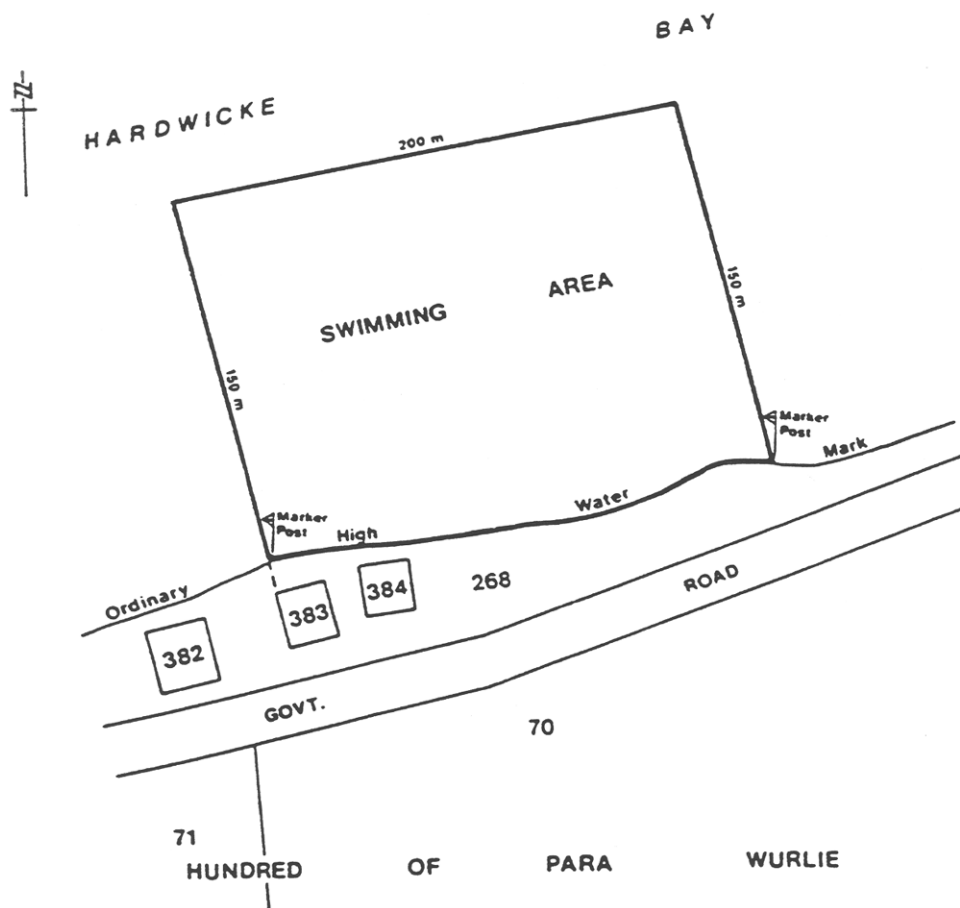 BAY
HARDWICKE
N
200 m
SWIMMING AREA
150 m
150 m
Marker
Post
Marker
Post
Ordinary High Water Mark
382
383
384
268
GOVT. ROAD
70
71
HUNDRED OF PARA WURLIE